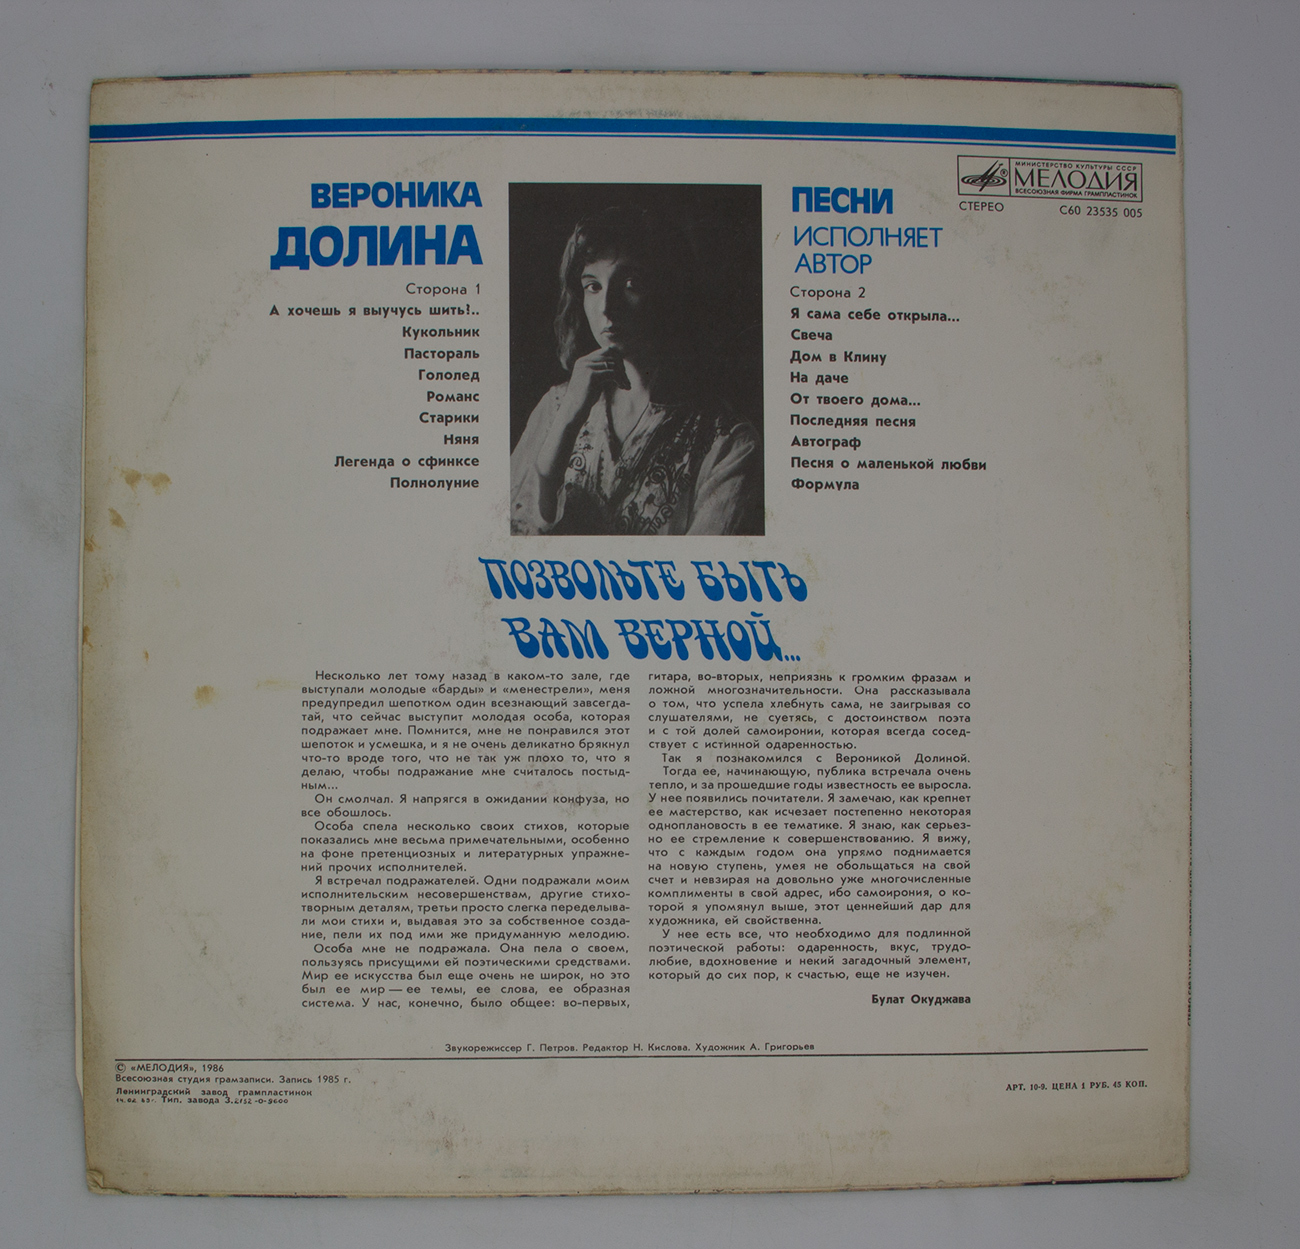 МИНИСТЕРСТВО КУЛЬТУРЫ СССР
МЕЛОДИЯ
ВСЕСОЮЗНАЯ ФИРМА ГРАМПЛАСТИНОК
СТЕРЕО
С60 23535 005
ВЕРОНИКА
ДОЛИНА
Сторона 1
А хочешь я выучусь шить!..
Кукольник
Пастораль
Гололед
Романс
Старики
Няня
Легенда о сфинксе
Полнолуние
ПЕСНИ
ИСПОЛНЯЕТ
АВТОР
Сторона 2
Я сама себе открыла...
Свеча
Дом в Клину
На даче
От твоего дома...
Последняя песня
Автограф
Песня о маленькой любви
Формула
ПОЗВОЛЬТЕ БЫТЬ
ВАМ ВЕРНОЙ...
Несколько лет тому назад в каком-то зале, где
выступали молодые «барды» и «менестрели», меня
предупредил шепотком один всезнающий завсегда-
тай, что сейчас выступит молодая особа, которая
подражает мне. Помнится, мне не понравился этот
шепоток и усмешка, и я не очень деликатно брякнул
что-то вроде того, что не так уж плохо то, что я
делаю, чтобы подражание мне считалось постыд-
ным...
Он смолчал. Я напрягся в ожидании конфуза, но
все обошлось.
Особа спела несколько своих стихов, которые
показались мне весьма примечательными, особенно
на фоне претенциозных и литературных упражне-
ний прочих исполнителей.
Я встречал подражателей. Одни подражали моим
исполнительским несовершенствам, другие стихо-
творным деталям, третьи просто слегка переделыва-
ли мои стихи и, выдавая это за собственное созда-
ние, пели их под ими же придуманную мелодию.
Особа мне не подражала. Она пела о своем,
пользуясь присущими ей поэтическими средствами.
Мир ее искусства был еще очень не широк, но это
был ее мир — ее темы, ее слова, ее образная
система. У нас, конечно, было общее: во-первых,
гитара, во-вторых, неприязнь к громким фразам и
ложной многозначительности. Она рассказывала
о том, что успела хлебнуть сама, не заигрывая со
слушателями, не суетясь, с достоинством поэта
и с той долей самоиронии, которая всегда сосед-
ствует с истинной одаренностью.
Так я познакомился с Вероникой Долиной.
Тогда ее, начинающую, публика встречала очень
тепло, и за прошедшие годы известность ее выросла.
У нее появились почитатели. Я замечаю, как крепнет
ее мастерство, как исчезает постепенно некоторая
одноплановость в ее тематике. Я знаю, как серьез-
но ее стремление к совершенствованию. Я вижу,
что с каждым годом она упрямо поднимается
на новую ступень, умея не обольщаться на свой
счет и невзирая на довольно уже многочисленные
комплименты в свой адрес, ибо самоирония, о ко-
торой я упомянул выше, этот ценнейший дар для
художника, ей свойственна.
У нее есть все, что необходимо для подлинной
поэтической работы: одаренность, вкус, трудо-
любие, вдохновение и некий загадочный элемент,
который до сих пор, к счастью, еще не изучен.
Булат Окуджава
Звукорежиссер Г. Петров. Редактор Н. Кислова. Художник А. Григорьев
© «МЕЛОДИЯ», 1986
Всесоюзная студия грамзаписи. Запись 1985 г.
Ленинградский завод грампластинок
Тип. завода
АРТ. 10-9. ЦЕНА 1 РУБ. 45 КОП.